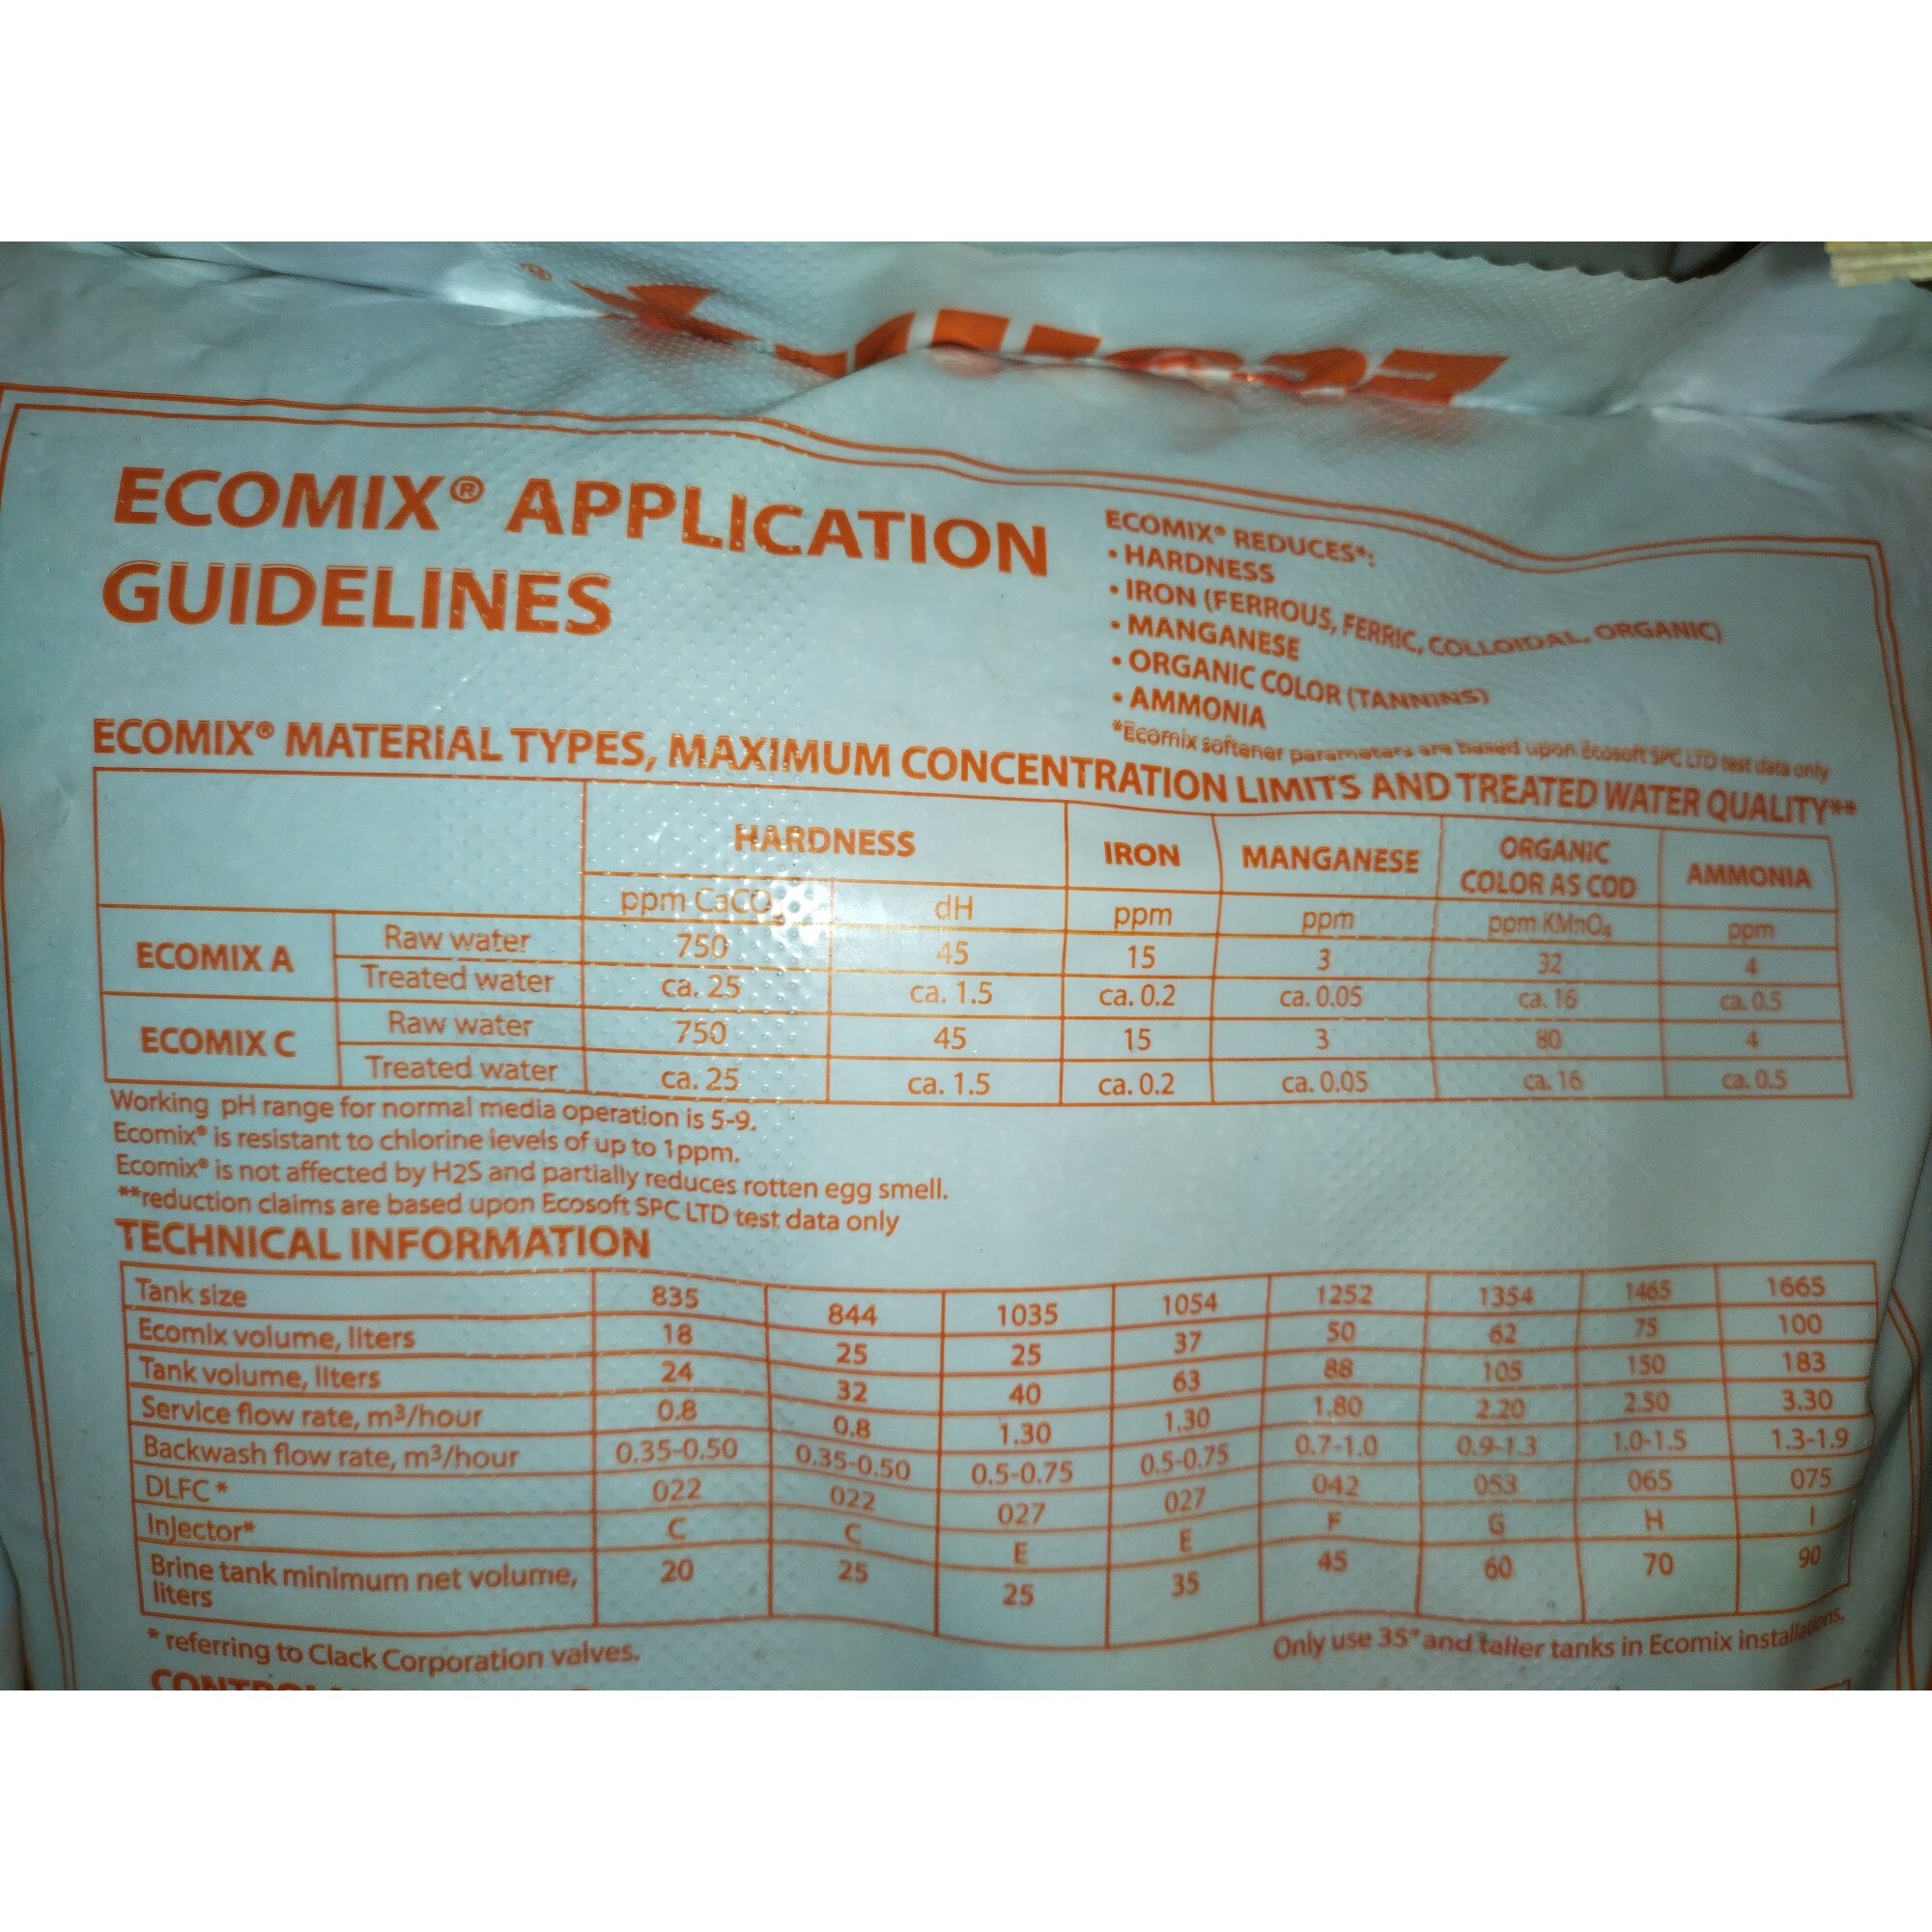 ECOMIX® APPLICATION
GUIDELINES
ECOMIX® REDUCES*:
• HARDNESS
• IRON (FERROUS, FERRIC, COLLOIDAL, ORGANIC)
• MANGANESE
• ORGANIC COLOR (TANNINS)
• AMMONIA
*Ecomix softener parameters are based upon Ecosoft SPC LTD test data only
ECOMIX® MATERIAL TYPES, MAXIMUM CONCENTRATION LIMITS AND TREATED WATER QUALITY**
HARDNESS IRON MANGANESE ORGANIC COLOR AS COD AMMONIA
ppm CaCO₃ dH ppm ppm ppm KMnO₄ ppm
ECOMIX A Raw water 750 45 15 3 32 4
Treated water ca. 25 ca. 1.5 ca. 0.2 ca. 0.05 ca. 16 ca. 0.5
ECOMIX C Raw water 750 45 15 3 80 4
Treated water ca. 25 ca. 1.5 ca. 0.2 ca. 0.05 ca. 16 ca. 0.5
Working pH range for normal media operation is 5-9.
Ecomix® is resistant to chlorine levels of up to 1ppm.
Ecomix® is not affected by H2S and partially reduces rotten egg smell.
**reduction claims are based upon Ecosoft SPC LTD test data only
TECHNICAL INFORMATION
Tank size 835 844 1035 1054 1252 1354 1465 1665
Ecomix volume, liters 18 25 25 37 50 62 75 100
Tank volume, liters 24 32 40 63 88 105 150 183
Service flow rate, m³/hour 0.8 0.8 1.30 1.30 1.80 2.20 2.50 3.30
Backwash flow rate, m³/hour 0.35-0.50 0.35-0.50 0.5-0.75 0.5-0.75 0.7-1.0 0.9-1.3 1.0-1.5 1.3-1.9
DLFC * 022 022 027 027 042 053 065 075
Injector* C C E E F G H I
Brine tank minimum net volume, 20 25 25 35 45 60 70 90
liters
* referring to Clack Corporation valves.
Only use 35" and taller tanks in Ecomix installations.